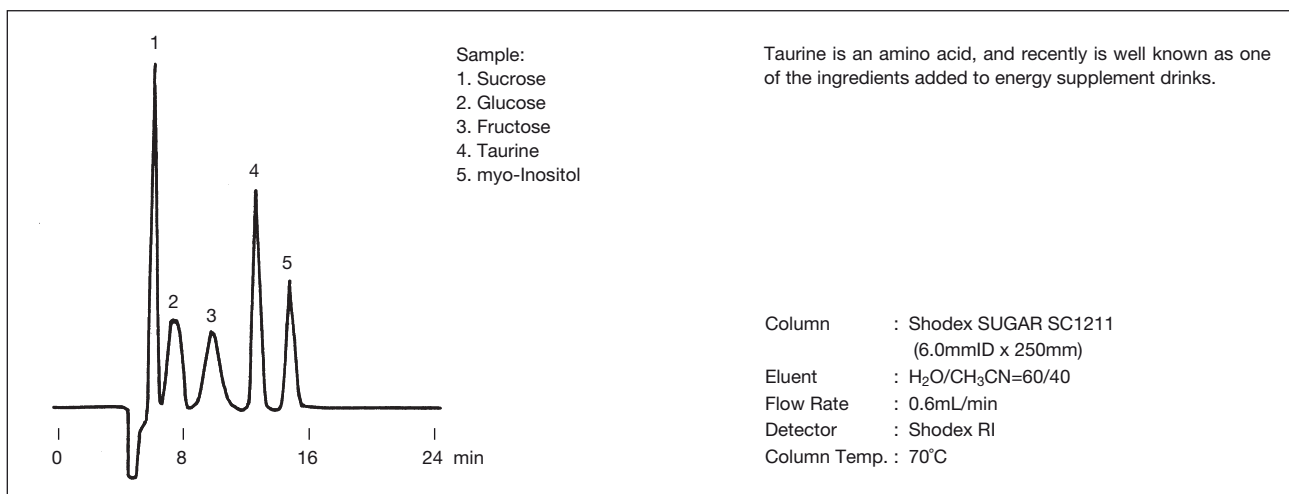 1
2
3
4
5
0 8 16 24 min
Sample:
1. Sucrose
2. Glucose
3. Fructose
4. Taurine
5. myo-Inositol
Taurine is an amino acid, and recently is well known as one
of the ingredients added to energy supplement drinks.
Column : Shodex SUGAR SC1211
(6.0mmID x 250mm)
Eluent : H₂O/CH₃CN=60/40
Flow Rate : 0.6mL/min
Detector : Shodex RI
Column Temp. : 70°C